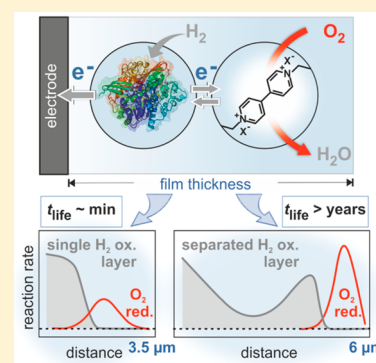 H₂
O₂
e⁻
e⁻
electrode
X⁻
N
+
N
+
X⁻
H₂O
film thickness
t_life ~ min
t_life > years
reaction rate
single H₂ ox.
layer
O₂
red.
separated H₂ ox.
layer
O₂
red.
distance
3.5 µm
distance
6 µm